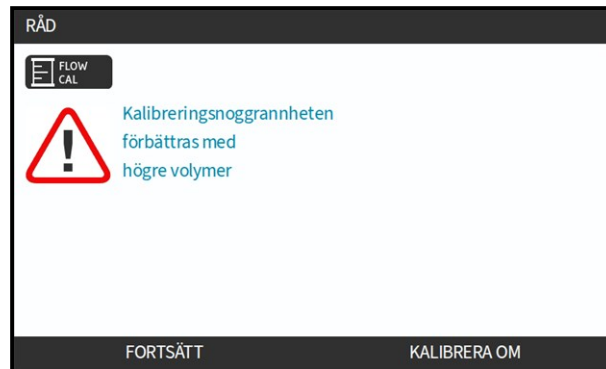 RÅD
FLOW
CAL
Kalibreringsnoggrannheten
förbättras med
högre volymer
FORTSÄTT KALIBRERA OM